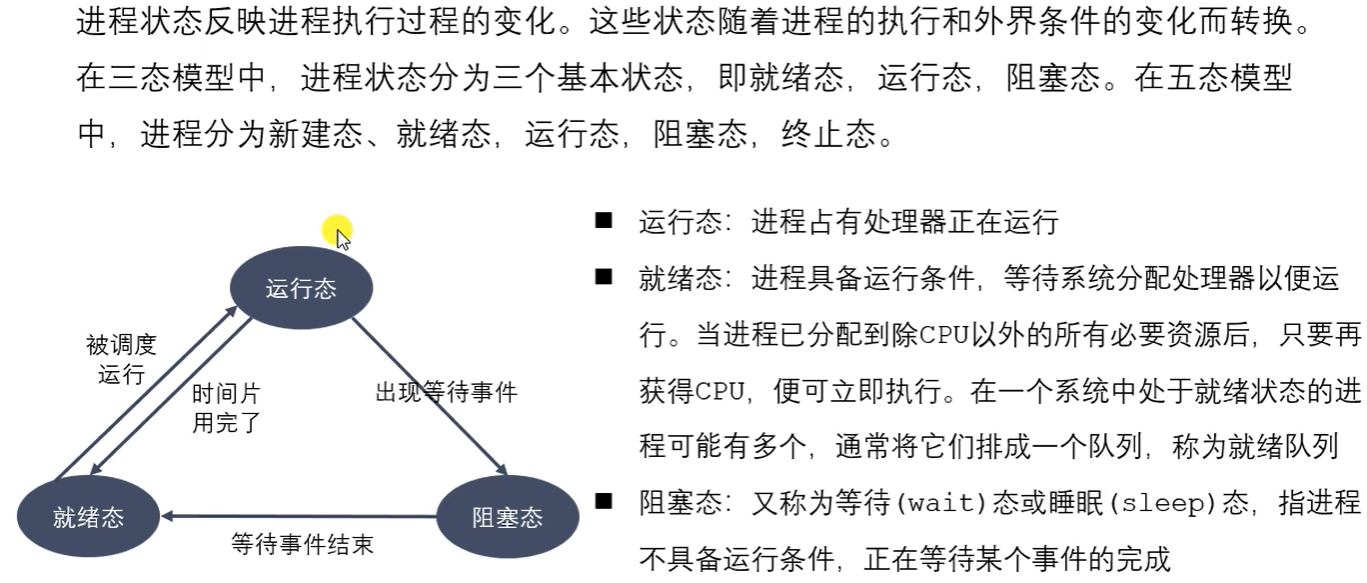 进程状态反映进程执行过程的变化。这些状态随着进程的执行和外界条件的变化而转换。
在三态模型中，进程状态分为三个基本状态，即就绪态，运行态，阻塞态。在五态模型
中，进程分为新建态、就绪态，运行态，阻塞态，终止态。
运行态
被调度
运行
时间片
用完了
出现等待事件
就绪态
阻塞态
等待事件结束
■ 运行态：进程占有处理器正在运行
■ 就绪态：进程具备运行条件，等待系统分配处理器以便运
行。当进程已分配到除CPU以外的所有必要资源后，只要再
获得CPU，便可立即执行。在一个系统中处于就绪状态的进
程可能有多个，通常将它们排成一个队列，称为就绪队列
■ 阻塞态：又称为等待(wait)态或睡眠(sleep)态，指进程
不具备运行条件，正在等待某个事件的完成